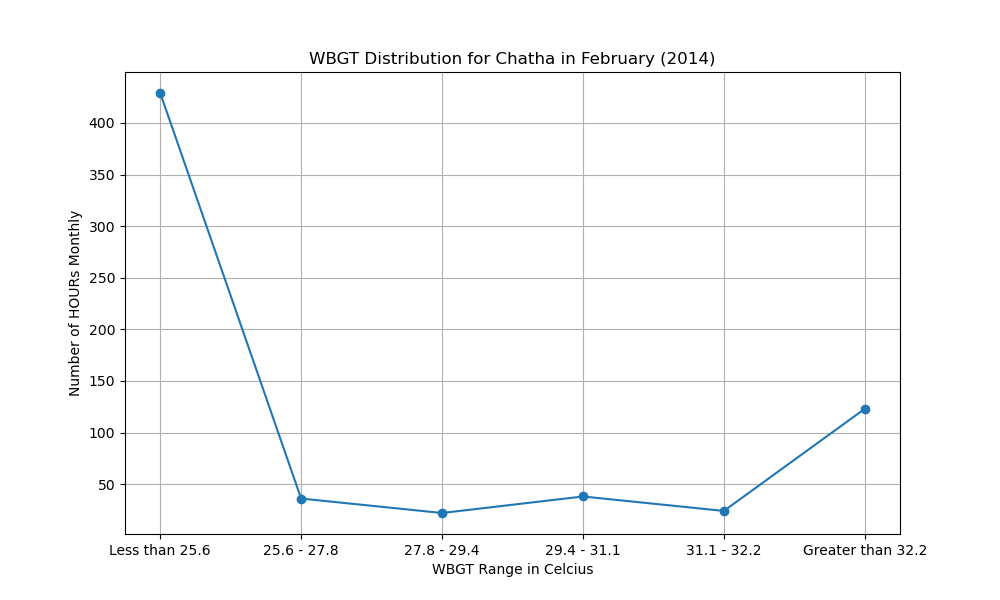 WBGT Distribution for Chatha in February (2014)
Number of HOURs Monthly
400
350
300
250
200
150
100
50
Less than 25.6
25.6 - 27.8
27.8 - 29.4
29.4 - 31.1
31.1 - 32.2
Greater than 32.2
WBGT Range in Celcius